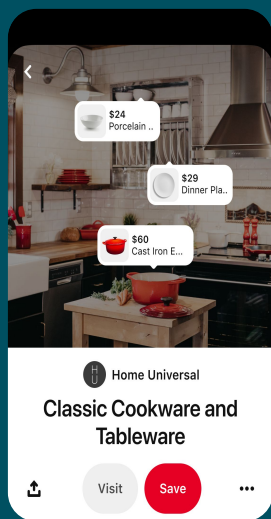 $24
Porcelain ..
$29
Dinner Pla..
$60
Cast Iron E...
H
U
Home Universal
Classic Cookware and
Tableware
Visit
Save